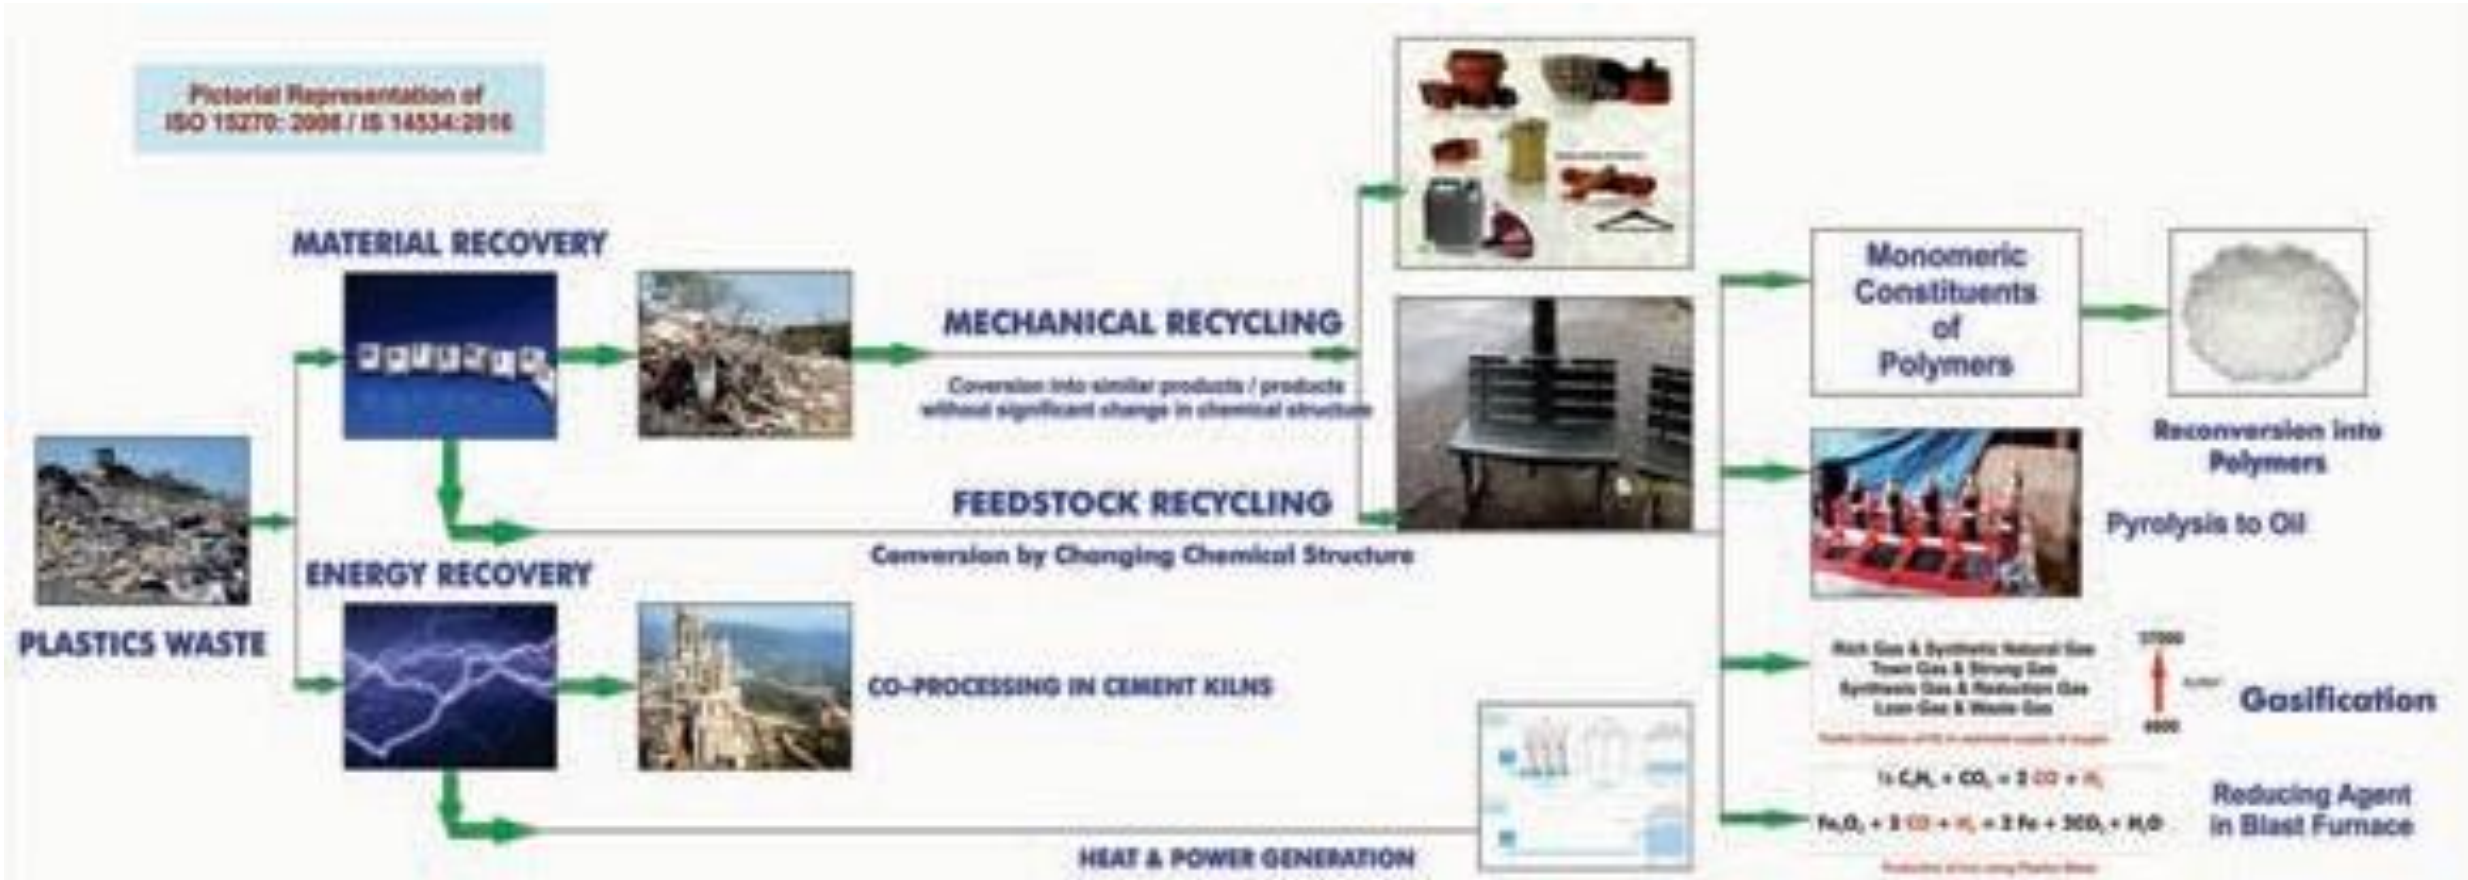 Pictorial Representation of
ISO 15270: 2008 / IS 14534:2016
MATERIAL RECOVERY
MECHANICAL RECYCLING
Coversion into similar products / products
without significant change in chemical structure
Monomeric
Constituents
of
Polymers
Reconversion into
Polymers
FEEDSTOCK RECYCLING
Conversion by Changing Chemical Structure
Pyrolysis to Oil
PLASTICS WASTE
ENERGY RECOVERY
CO-PROCESSING IN CEMENT KILNS
Rich Gas & Synthetic Natural Gas
Town Gas & Strong Gas
Synthesis Gas & Reduction Gas
Lean Gas & Waste Gas
Gasification
Reducing Agent
in Blast Furnace
HEAT & POWER GENERATION